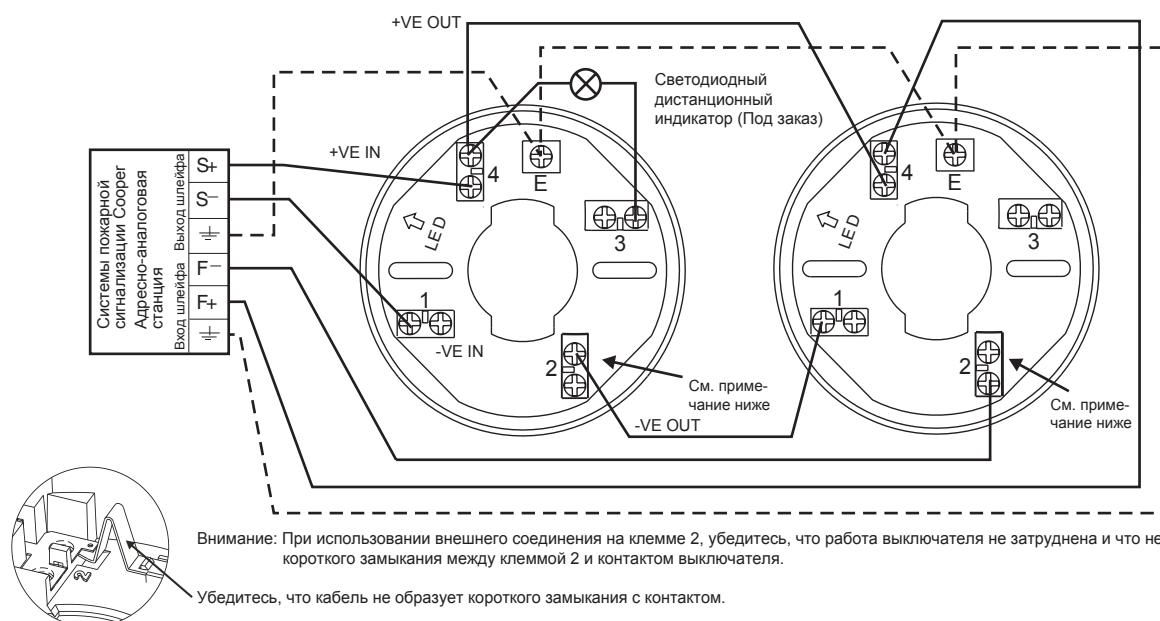 +VE OUT
Светодиодный
дистанционный
индикатор (Под заказ)
+VE IN
Системы пожарной
сигнализации Cooper
Адресно-аналоговая
станция
Выход шлейфа
Вход шлейфа
S+
S−
F−
F+
4
E
LED
3
1
-VE IN
2
См. приме-
чание ниже
-VE OUT
4
E
LED
3
1
2
См. приме-
чание ниже
2
Внимание: При использовании внешнего соединения на клемме 2, убедитесь, что работа выключателя не затруднена и что не
короткого замыкания между клеммой 2 и контактом выключателя.
Убедитесь, что кабель не образует короткого замыкания с контактом.